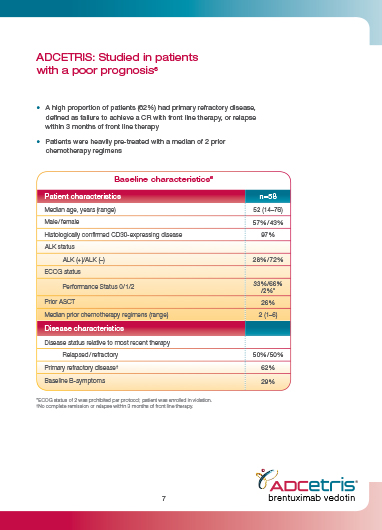 ADCETRIS: Studied in patients
with a poor prognosis⁶
• A high proportion of patients (62%) had primary refractory disease,
defined as failure to achieve a CR with front line therapy, or relapse
within 3 months of front line therapy
• Patients were heavily pre-treated with a median of 2 prior
chemotherapy regimens
Baseline characteristics⁶
Patient characteristics n=58
Median age, years (range) 52 (14–76)
Male/female 57%/43%
Histologically confirmed CD30-expressing disease 97%
ALK status
ALK (+)/ALK (–) 28%/72%
ECOG status
Performance Status 0/1/2 33%/66%
/2%*
Prior ASCT 26%
Median prior chemotherapy regimens (range) 2 (1–6)
Disease characteristics
Disease status relative to most recent therapy
Relapsed/refractory 50%/50%
Primary refractory disease† 62%
Baseline B-symptoms 29%
*ECOG status of 2 was prohibited per protocol; patient was enrolled in violation.
†No complete remission or relapse within 3 months of front line therapy.
ADCETRIS®
brentuximab vedotin
7